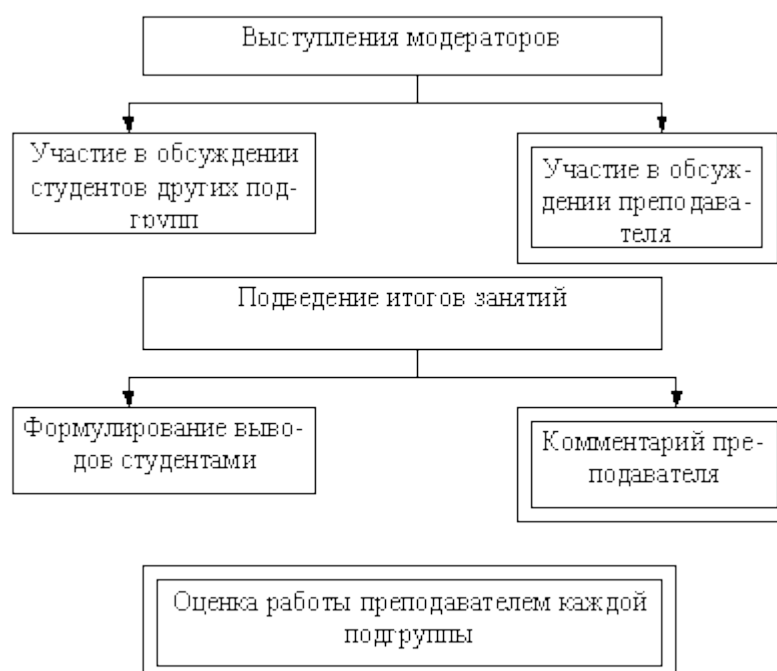 Выступления модераторов
Участие в обсуждении
студентов других под-
групп
Участие в обсуж-
дении преподава-
теля
Подведение итогов занятий
Формулирование выво-
дов студентами
Комментарий пре-
подавателя
Оценка работы преподавателем каждой
подгруппы